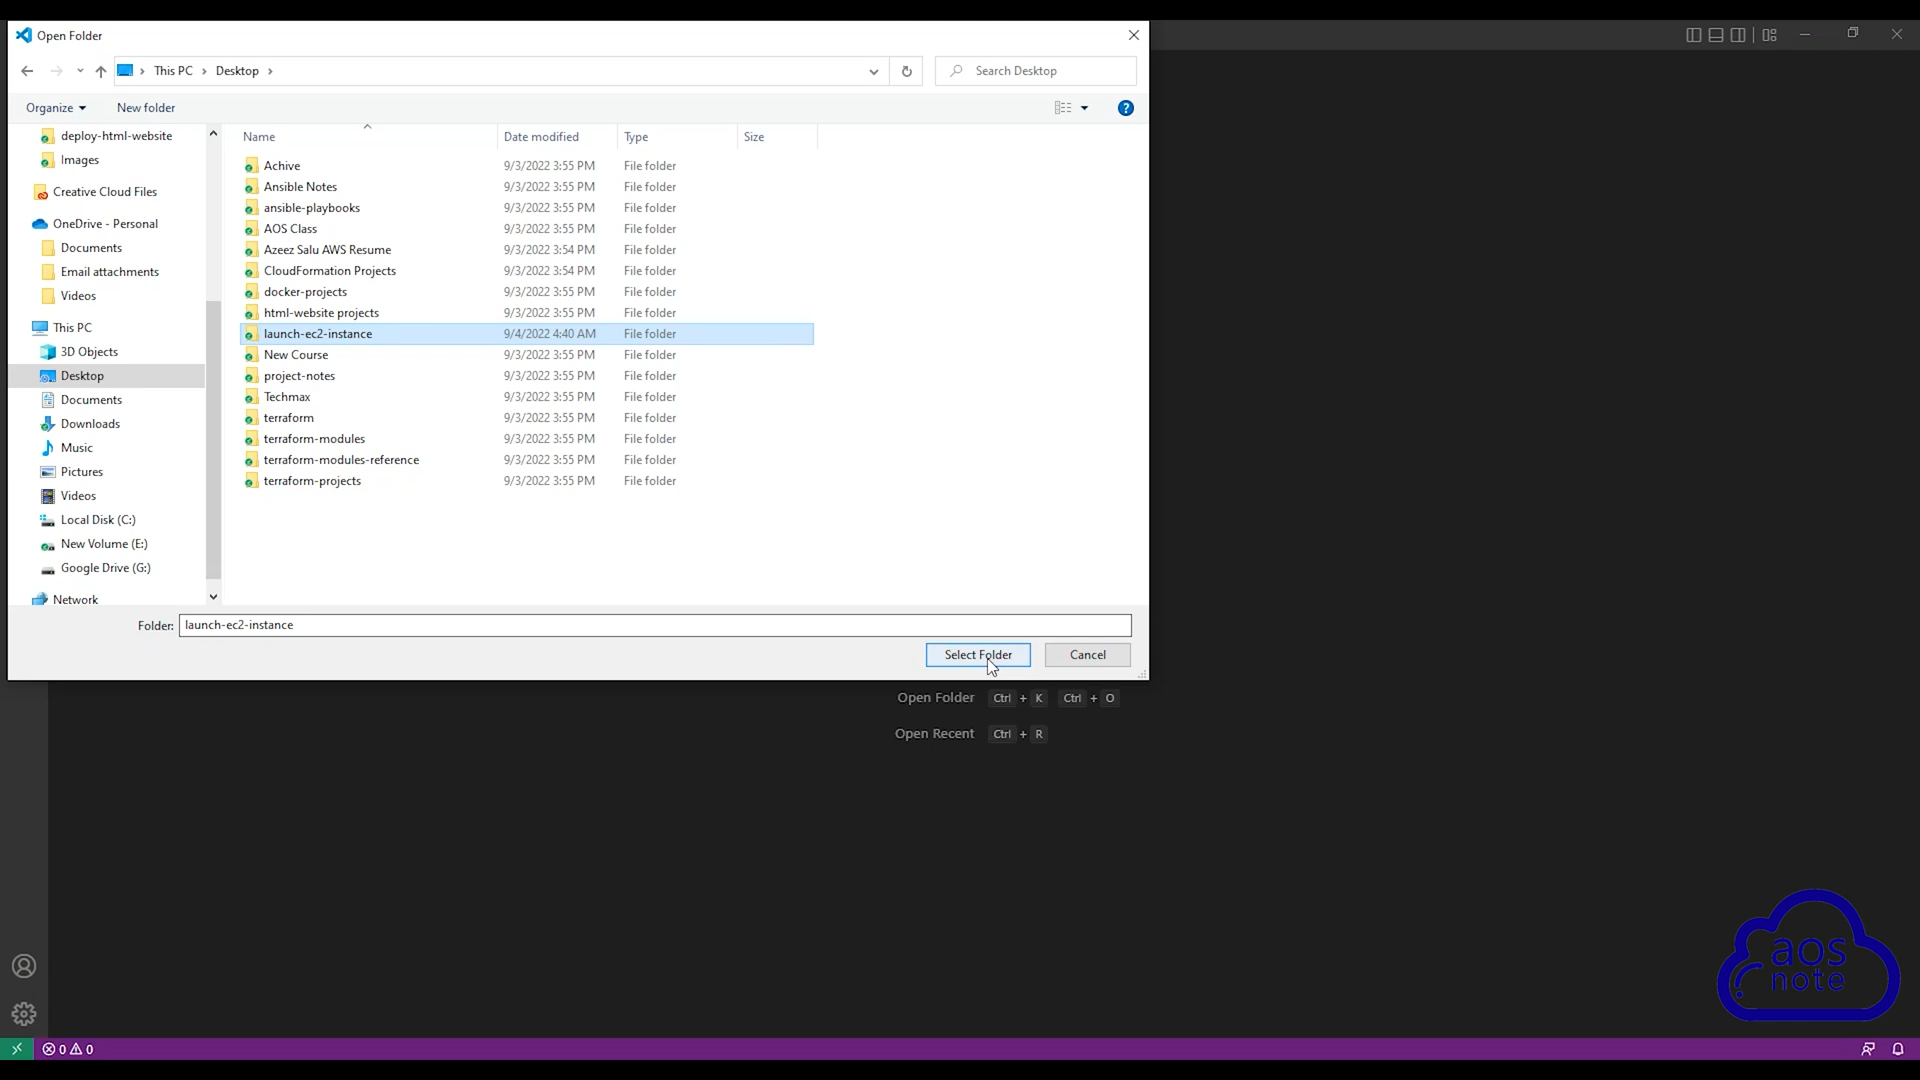 Open Folder
This PC Desktop
Search Desktop
Organize New folder
deploy-html-website
Images
Creative Cloud Files
OneDrive - Personal
Documents
Email attachments
Videos
This PC
3D Objects
Desktop
Documents
Downloads
Music
Pictures
Videos
Local Disk (C:)
New Volume (E:)
Google Drive (G:)
Network
Name Date modified Type Size
Achive 9/3/2022 3:55 PM File folder
Ansible Notes 9/3/2022 3:55 PM File folder
ansible-playbooks 9/3/2022 3:55 PM File folder
AOS Class 9/3/2022 3:55 PM File folder
Azeez Salu AWS Resume 9/3/2022 3:54 PM File folder
CloudFormation Projects 9/3/2022 3:54 PM File folder
docker-projects 9/3/2022 3:55 PM File folder
html-website projects 9/3/2022 3:55 PM File folder
launch-ec2-instance 9/4/2022 4:40 AM File folder
New Course 9/3/2022 3:55 PM File folder
project-notes 9/3/2022 3:55 PM File folder
Techmax 9/3/2022 3:55 PM File folder
terraform 9/3/2022 3:55 PM File folder
terraform-modules 9/3/2022 3:55 PM File folder
terraform-modules-reference 9/3/2022 3:55 PM File folder
terraform-projects 9/3/2022 3:55 PM File folder
Folder: launch-ec2-instance
Select Folder Cancel
Open Folder Ctrl + K Ctrl + O
Open Recent Ctrl + R
aos
note
0 0